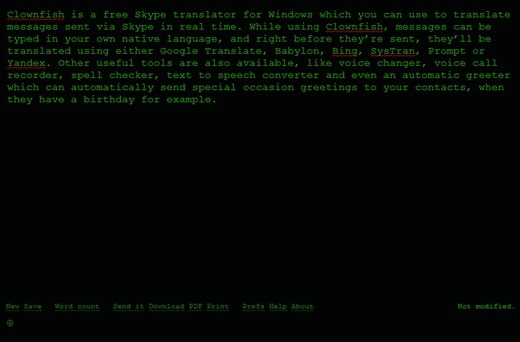 Clownfish is a free Skype translator for Windows which you can use to translate
messages sent via Skype in real time. While using Clownfish, messages can be
typed in your own native language, and right before they're sent, they'll be
translated using either Google Translate, Babylon, Bing, SysTran, Prompt or
Yandex. Other useful tools are also available, like voice changer, voice call
recorder, spell checker, text to speech converter and even an automatic greeter
which can automatically send special occasion greetings to your contacts, when
they have a birthday for example.
New Save Word count Send it Download PDF Print Prefs Help About Not modified.